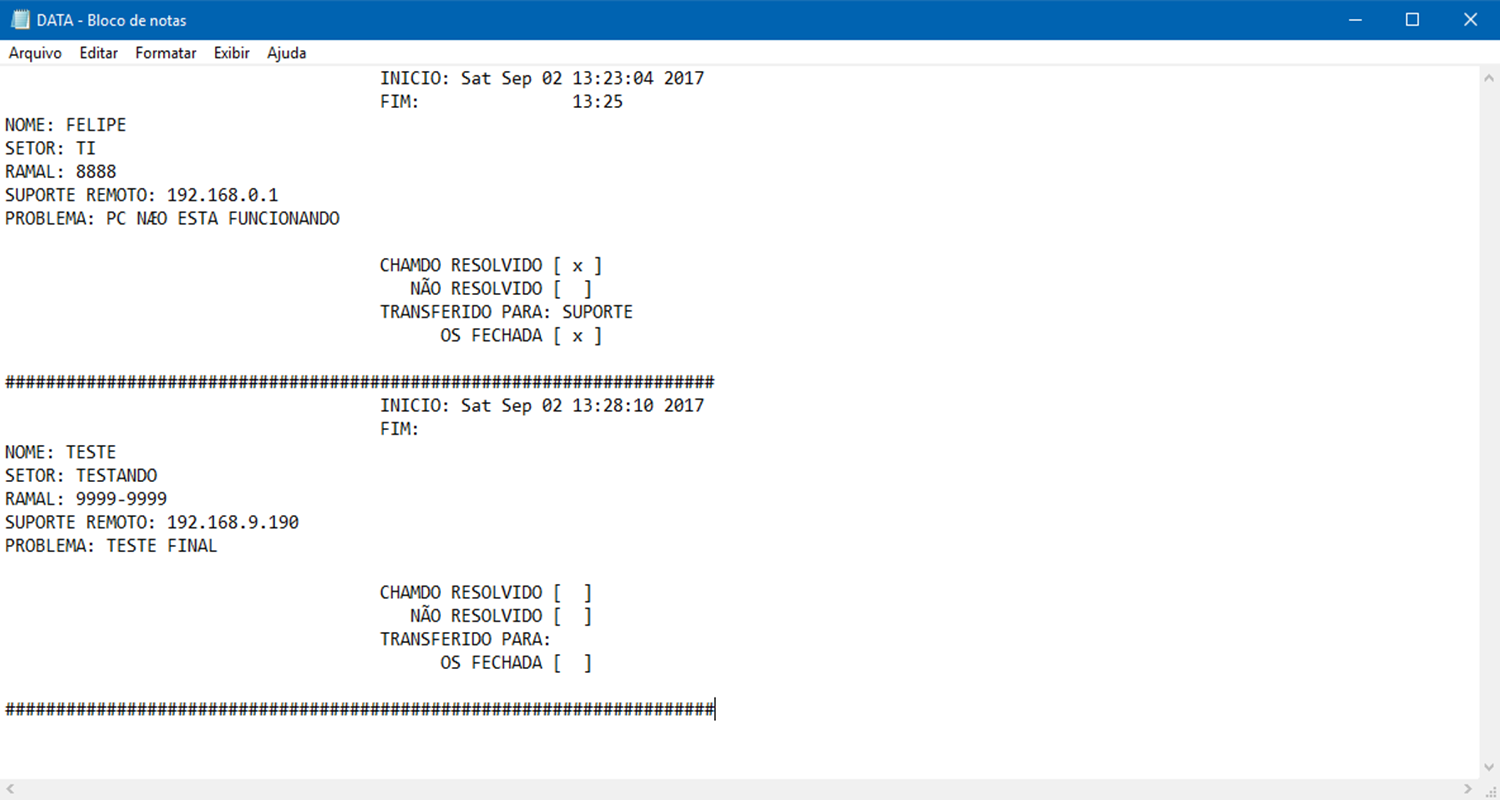 DATA - Bloco de notas
Arquivo Editar Formatar Exibir Ajuda
INICIO: Sat Sep 02 13:23:04 2017
FIM: 13:25
NOME: FELIPE
SETOR: TI
RAMAL: 8888
SUPORTE REMOTO: 192.168.0.1
PROBLEMA: PC NÆO ESTA FUNCIONANDO
CHAMDO RESOLVIDO [ x ]
NÃO RESOLVIDO [  ]
TRANSFERIDO PARA: SUPORTE
OS FECHADA [ x ]
######################################################################
INICIO: Sat Sep 02 13:28:10 2017
FIM:
NOME: TESTE
SETOR: TESTANDO
RAMAL: 9999-9999
SUPORTE REMOTO: 192.168.9.190
PROBLEMA: TESTE FINAL
CHAMDO RESOLVIDO [  ]
NÃO RESOLVIDO [  ]
TRANSFERIDO PARA:
OS FECHADA [  ]
######################################################################